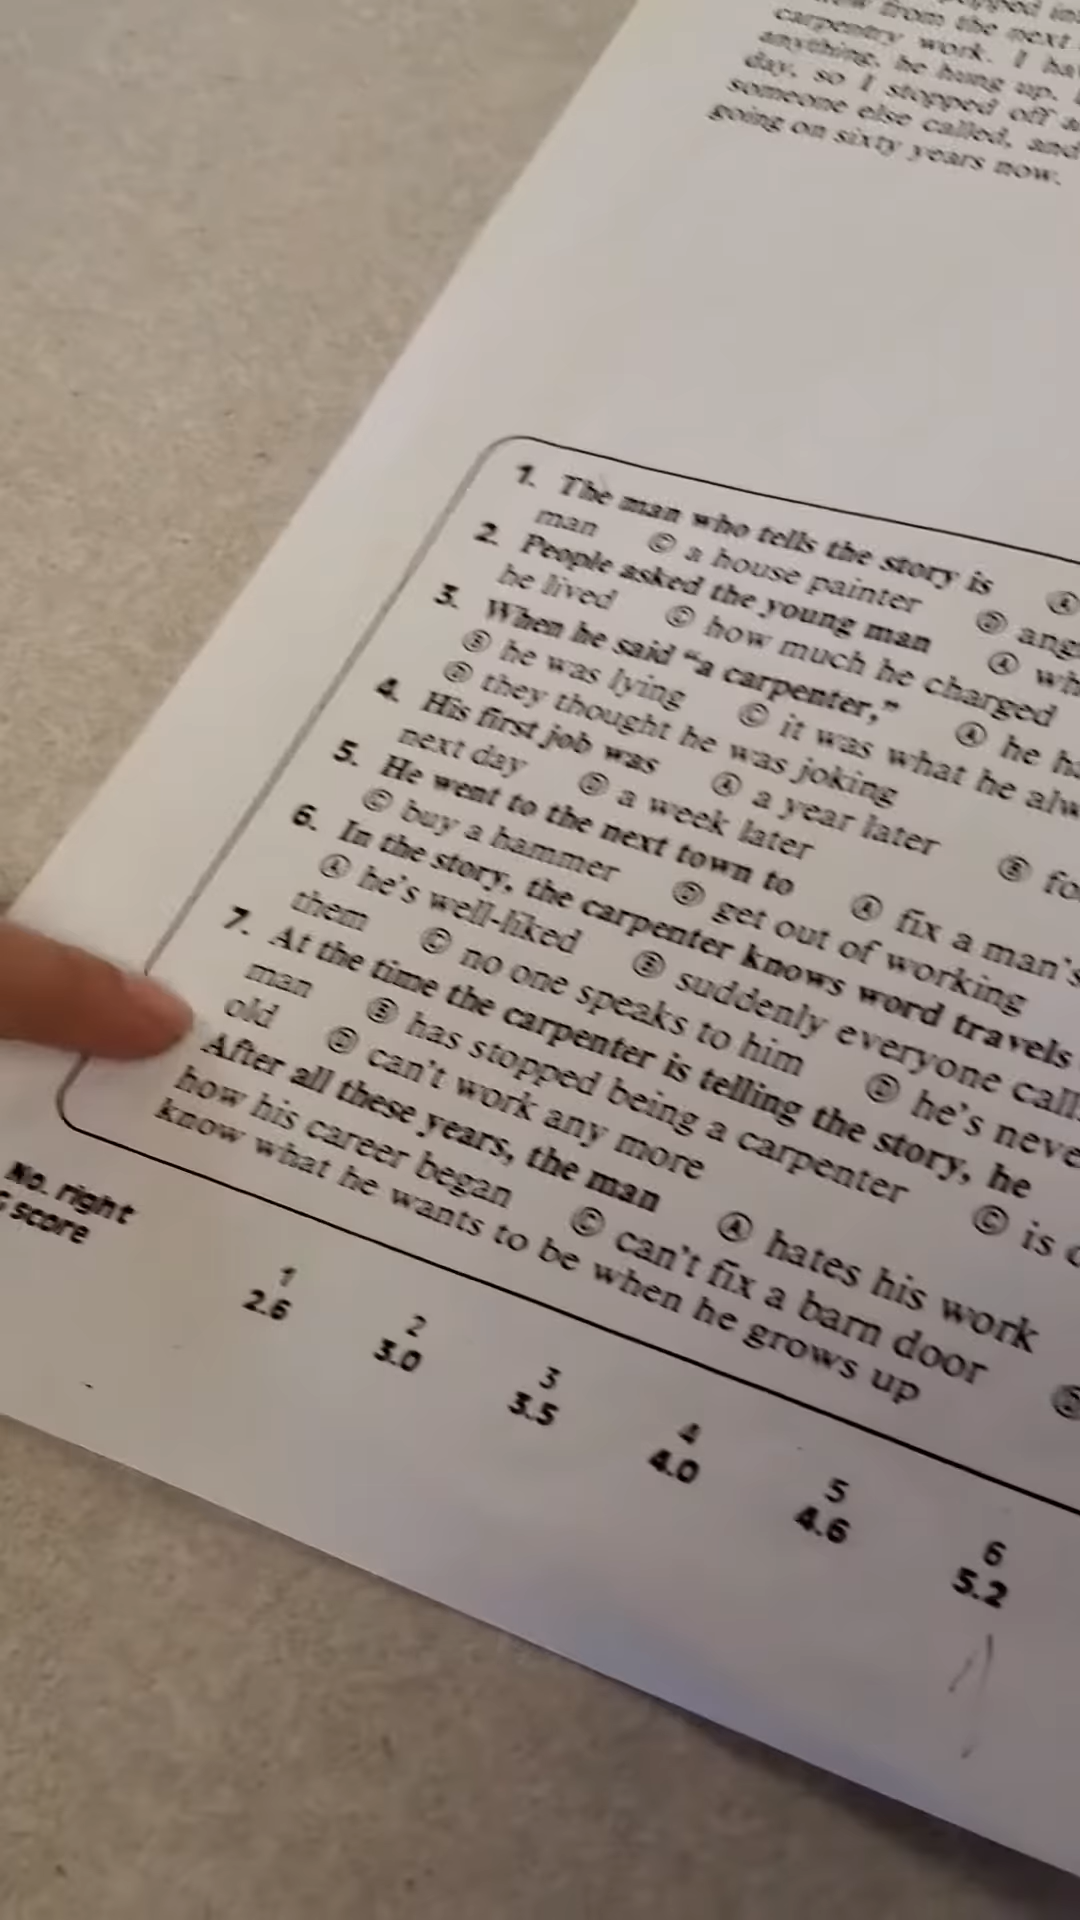 from the next
carpentry work. I
anything, he hung up.
day, so I stopped off
someone else called, and
going on sixty years now.
1. The man who tells the story is Ⓐ
man Ⓒ a house painter Ⓓ
2. People asked the young man Ⓐ
he lived Ⓒ how much he charged
3. When he said “a carpenter,” Ⓐ he
Ⓑ he was lying Ⓒ it was what he
Ⓓ they thought he was joking
4. His first job was Ⓐ a year later Ⓑ
next day Ⓓ a week later
5. He went to the next town to Ⓐ fix a man's
Ⓒ buy a hammer Ⓓ get out of working
6. In the story, the carpenter knows word travels
Ⓐ he's well-liked Ⓑ suddenly everyone
them Ⓒ no one speaks to him Ⓓ he's
7. At the time the carpenter is telling the story, he
man Ⓑ has stopped being a carpenter Ⓒ is
old Ⓓ can't work any more
After all these years, the man Ⓐ hates his work
how his career began Ⓒ can't fix a barn door Ⓓ
know what he wants to be when he grows up
No. right 1 2 3 4 5 6
score 2.6 3.0 3.5 4.0 4.6 5.2